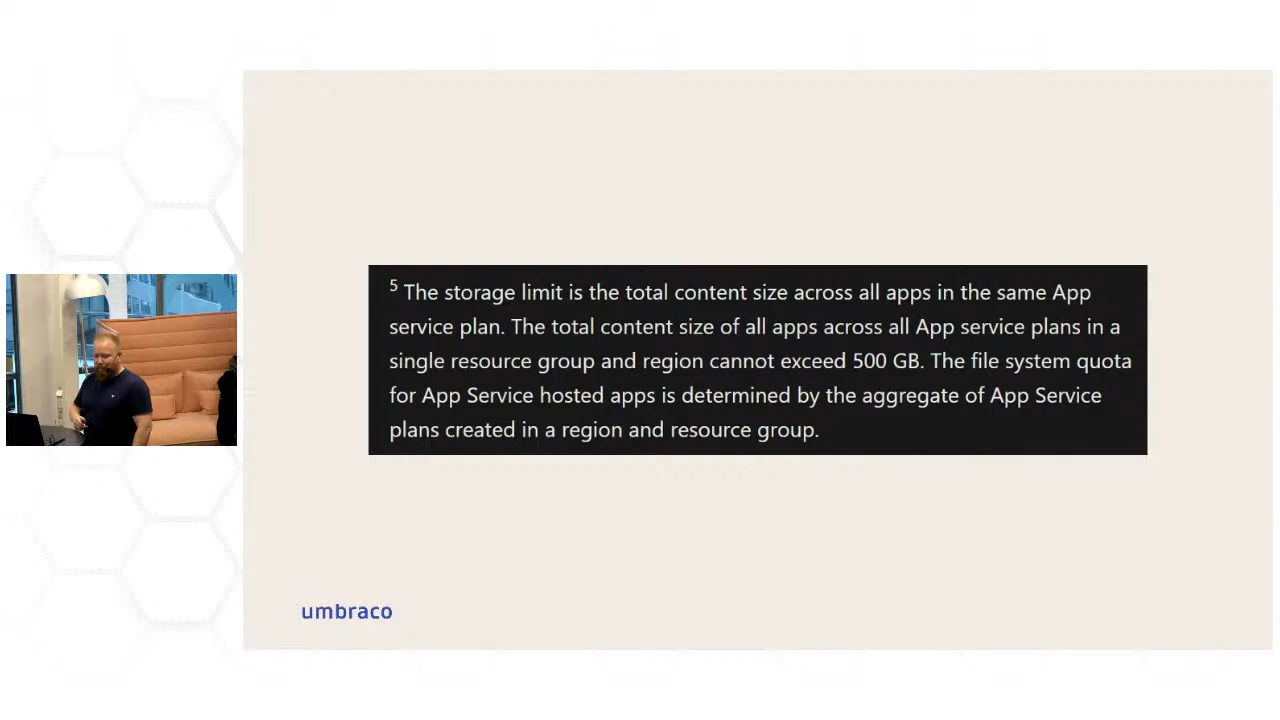 ⁵ The storage limit is the total content size across all apps in the same App
service plan. The total content size of all apps across all App service plans in a
single resource group and region cannot exceed 500 GB. The file system quota
for App Service hosted apps is determined by the aggregate of App Service
plans created in a region and resource group.
umbraco